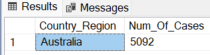 Results Messages
Country_Region Num_Of_Cases
1 Australia 5092